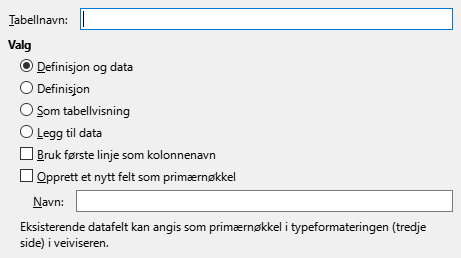 Tabellnavn:
Valg
Definisjon og data
Definisjon
Som tabellvisning
Legg til data
Bruk første linje som kolonnenavn
Opprett et nytt felt som primærnøkkel
Navn:
Eksisterende datafelt kan angis som primærnøkkel i typeformateringen (tredje
side) i veiviseren.